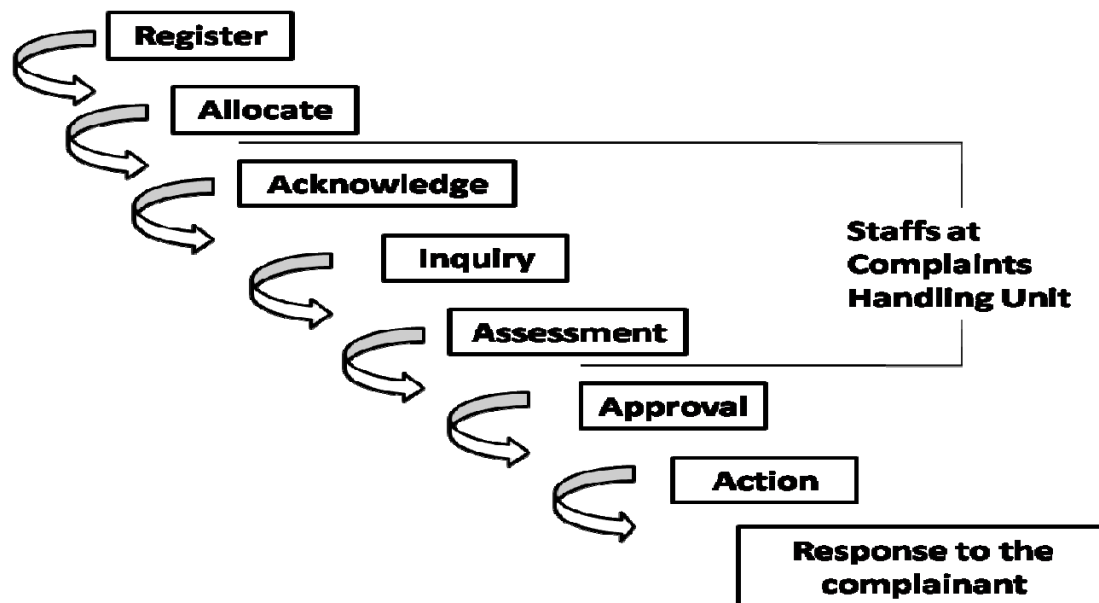 Register
Allocate
Acknowledge
Inquiry
Staffs at
Complaints
Handling Unit
Assessment
Approval
Action
Response to the
complainant